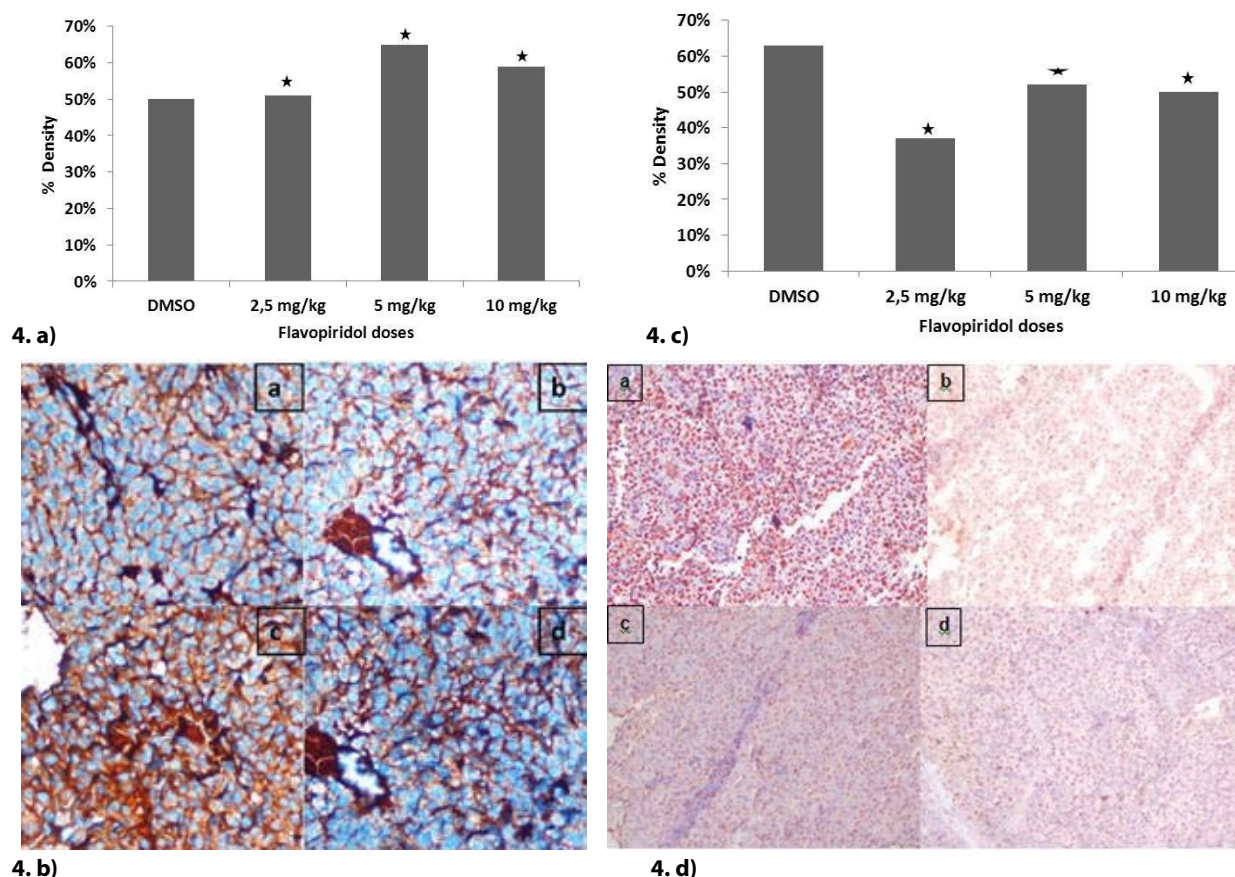 70%
60%
50%
40%
30%
20%
10%
0%
% Density
DMSO
2,5 mg/kg
5 mg/kg
10 mg/kg
Flavopiridol doses
4. a)
70%
60%
50%
40%
30%
20%
10%
0%
% Density
DMSO
2,5 mg/kg
5 mg/kg
10 mg/kg
Flavopiridol doses
4. c)
a
b
c
d
4. b)
a
b
c
d
4. d)